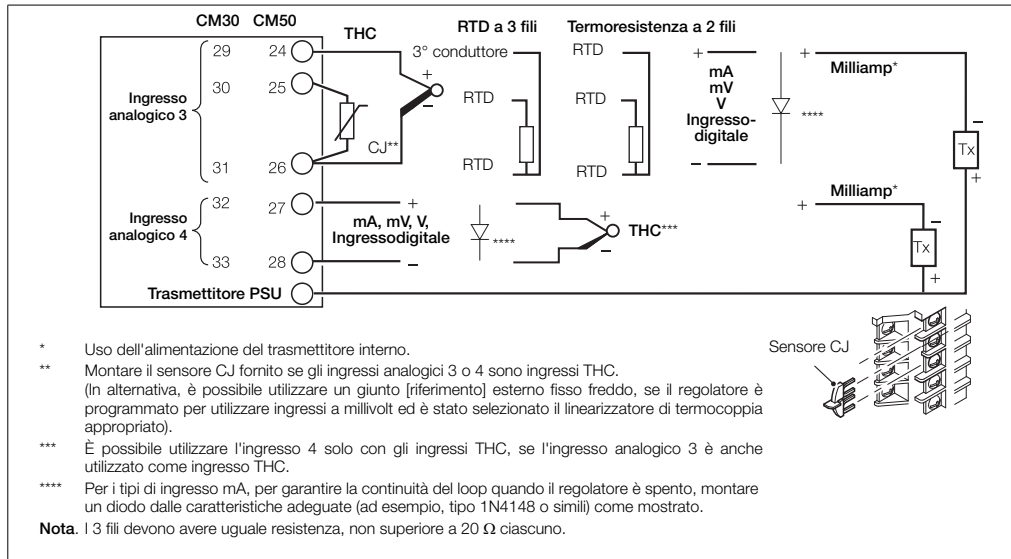 CM30 CM50 THC RTD a 3 fili Termoresistenza a 2 fili
29 24 3° conduttore RTD + + Milliamp*
30 25 RTD RTD mA
mV
V
Ingresso-
digitale
****
Ingresso
analogico 3
CJ**
31 26 RTD RTD –
– Tx +
32 27 + + Milliamp*
Ingresso
analogico 4
mA, mV, V,
Ingressodigitale
**** + – THC***
33 28 –
– Tx +
Trasmettitore PSU
Sensore CJ
* Uso dell'alimentazione del trasmettitore interno.
** Montare il sensore CJ fornito se gli ingressi analogici 3 o 4 sono ingressi THC.
(In alternativa, è possibile utilizzare un giunto [riferimento] esterno fisso freddo, se il regolatore è
programmato per utilizzare ingressi a millivolt ed è stato selezionato il linearizzatore di termocoppia
appropriato).
*** È possibile utilizzare l'ingresso 4 solo con gli ingressi THC, se l'ingresso analogico 3 è anche
utilizzato come ingresso THC.
**** Per i tipi di ingresso mA, per garantire la continuità del loop quando il regolatore è spento, montare
un diodo dalle caratteristiche adeguate (ad esempio, tipo 1N4148 o simili) come mostrato.
Nota. I 3 fili devono avere uguale resistenza, non superiore a 20 Ω ciascuno.